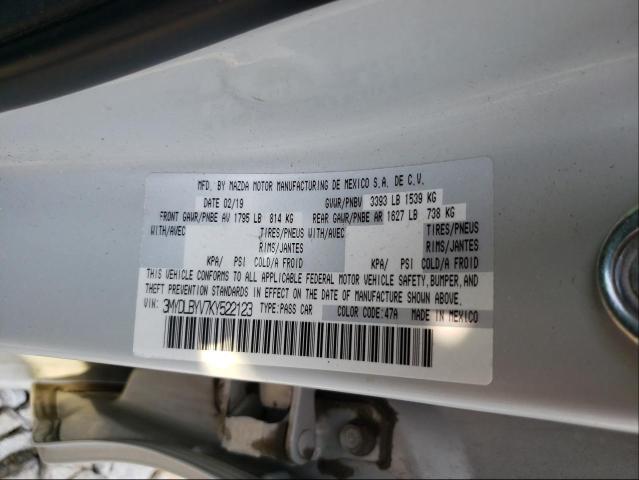 MFD. BY MAZDA MOTOR MANUFACTURING DE MEXICO S.A. DE C.V.
DATE 02/19 GVWR/PNBV 3393 LB 1539 KG
FRONT GAWR/PNBE AV 1795 LB 814 KG REAR GAWR/PNBE AR 1627 LB 738 KG
WITH/AVEC TIRES/PNEUS WITH/AVEC TIRES/PNEUS
RIMS/JANTES RIMS/JANTES
KPA/ PSI COLD/A FROID KPA/ PSI COLD/A FROID
THIS VEHICLE CONFORMS TO ALL APPLICABLE FEDERAL MOTOR VEHICLE SAFETY, BUMPER, AND
THEFT PREVENTION STANDARDS IN EFFECT ON THE DATE OF MANUFACTURE SHOWN ABOVE.
VIN: 3MYDLBYV7KY522123 TYPE:PASS CAR COLOR CODE:47A MADE IN MEXICO